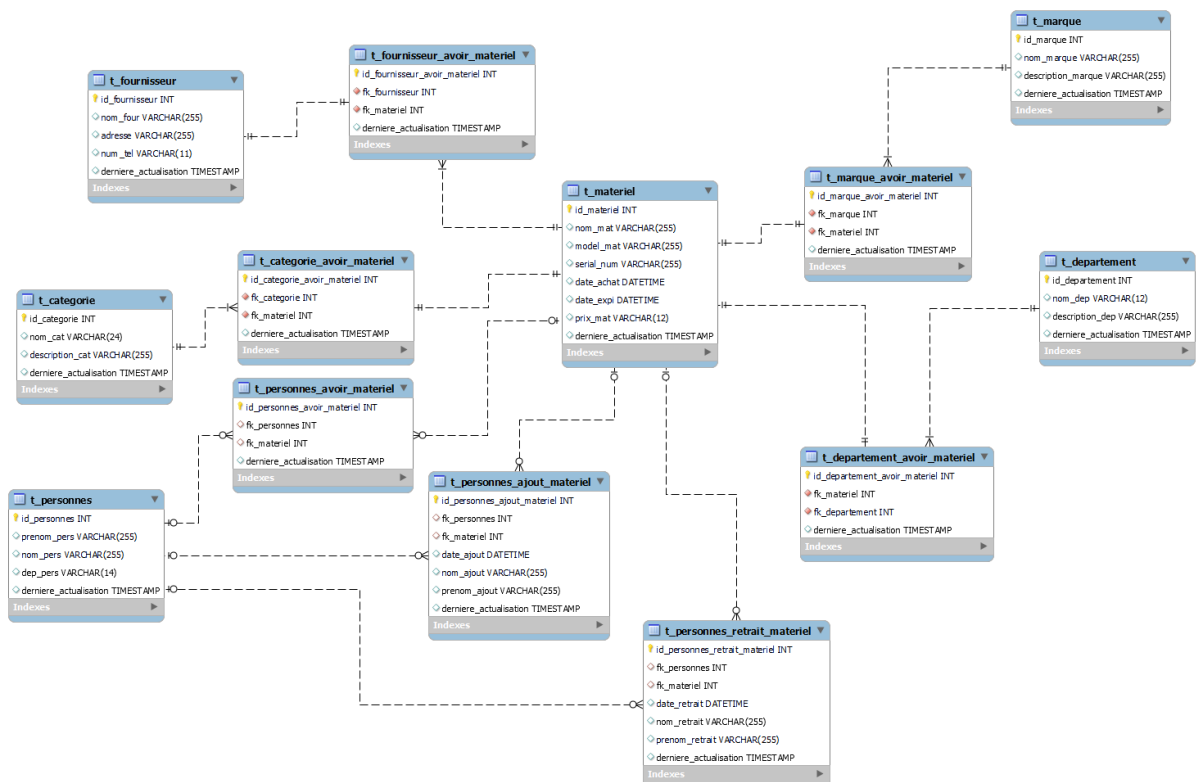 t_marque
id_marque INT
nom_marque VARCHAR(255)
description_marque VARCHAR(255)
derniere_actualisation TIMESTAMP
Indexes
t_fournisseur_avoir_materiel
id_fournisseur_avoir_materiel INT
fk_fournisseur INT
fk_materiel INT
derniere_actualisation TIMESTAMP
Indexes
t_fournisseur
id_fournisseur INT
nom_four VARCHAR(255)
adresse VARCHAR(255)
num_tel VARCHAR(11)
derniere_actualisation TIMESTAMP
Indexes
t_marque_avoir_materiel
id_marque_avoir_materiel INT
fk_marque INT
fk_materiel INT
derniere_actualisation TIMESTAMP
Indexes
t_materiel
id_materiel INT
nom_mat VARCHAR(255)
model_mat VARCHAR(255)
serial_num VARCHAR(255)
date_achat DATETIME
date_expi DATETIME
prix_mat VARCHAR(12)
derniere_actualisation TIMESTAMP
Indexes
t_categorie_avoir_materiel
id_categorie_avoir_materiel INT
fk_categorie INT
fk_materiel INT
derniere_actualisation TIMESTAMP
Indexes
t_departement
id_departement INT
nom_dep VARCHAR(12)
description_dep VARCHAR(255)
derniere_actualisation TIMESTAMP
Indexes
t_categorie
id_categorie INT
nom_cat VARCHAR(24)
description_cat VARCHAR(255)
derniere_actualisation TIMESTAMP
Indexes
t_personnes_avoir_materiel
id_personnes_avoir_materiel INT
fk_personnes INT
fk_materiel INT
derniere_actualisation TIMESTAMP
Indexes
t_departement_avoir_materiel
id_departement_avoir_materiel INT
fk_materiel INT
fk_departement INT
derniere_actualisation TIMESTAMP
Indexes
t_personnes_ajout_materiel
id_personnes_ajout_materiel INT
fk_personnes INT
fk_materiel INT
date_ajout DATETIME
nom_ajout VARCHAR(255)
prenom_ajout VARCHAR(255)
derniere_actualisation TIMESTAMP
Indexes
t_personnes
id_personnes INT
prenom_pers VARCHAR(255)
nom_pers VARCHAR(255)
dep_pers VARCHAR(14)
derniere_actualisation TIMESTAMP
Indexes
t_personnes_retrait_materiel
id_personnes_retrait_materiel INT
fk_personnes INT
fk_materiel INT
date_retrait DATETIME
nom_retrait VARCHAR(255)
prenom_retrait VARCHAR(255)
derniere_actualisation TIMESTAMP
Indexes